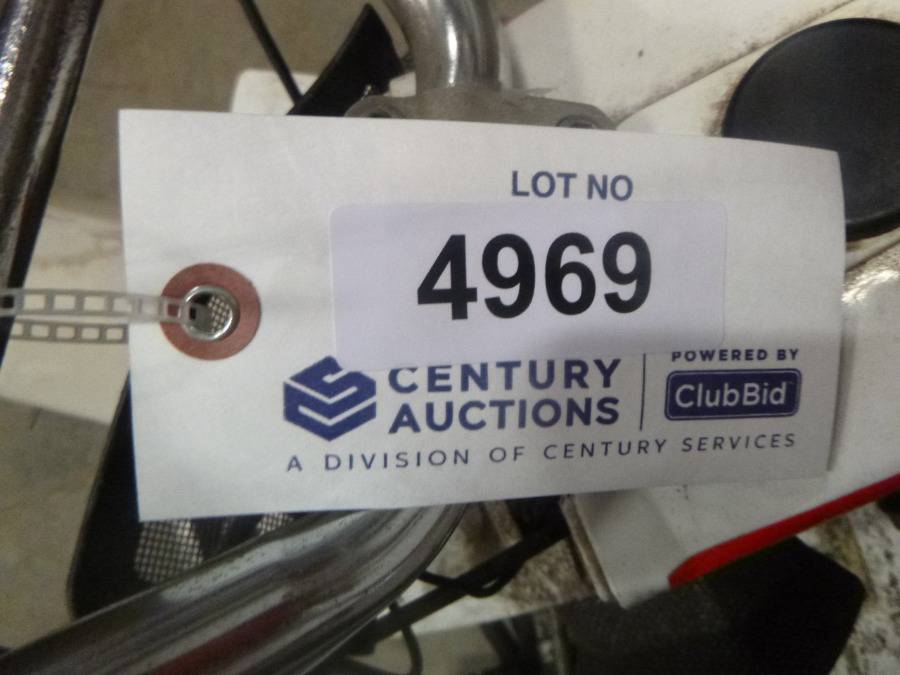 LOT NO
4969
CENTURY
AUCTIONS
POWERED BY
ClubBid
A DIVISION OF CENTURY SERVICES